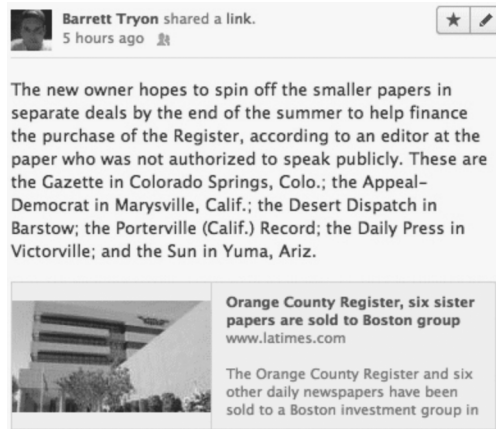 Barrett Tryon shared a link.
5 hours ago
The new owner hopes to spin off the smaller papers in
separate deals by the end of the summer to help finance
the purchase of the Register, according to an editor at the
paper who was not authorized to speak publicly. These are
the Gazette in Colorado Springs, Colo.; the Appeal-
Democrat in Marysville, Calif.; the Desert Dispatch in
Barstow; the Porterville (Calif.) Record; the Daily Press in
Victorville; and the Sun in Yuma, Ariz.
Orange County Register, six sister
papers are sold to Boston group
www.latimes.com
The Orange County Register and six
other daily newspapers have been
sold to a Boston investment group in